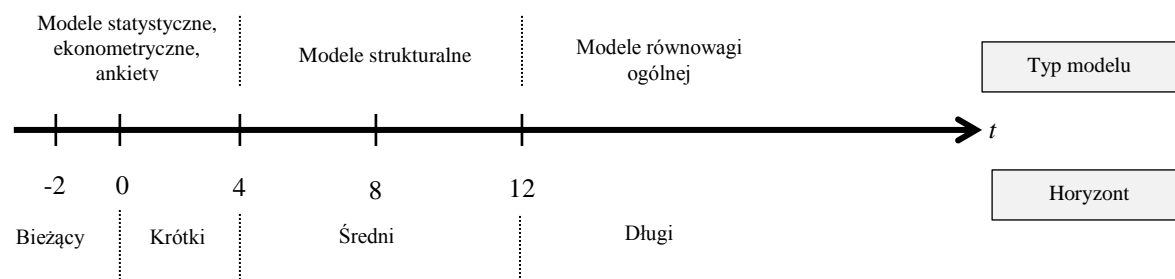 Modele statystyczne,
ekonometryczne,
ankiety
Modele strukturalne
Modele równowagi
ogólnej
Typ modelu
t
-2 0 4 8 12
Horyzont
Bieżący Krótki Średni Długi